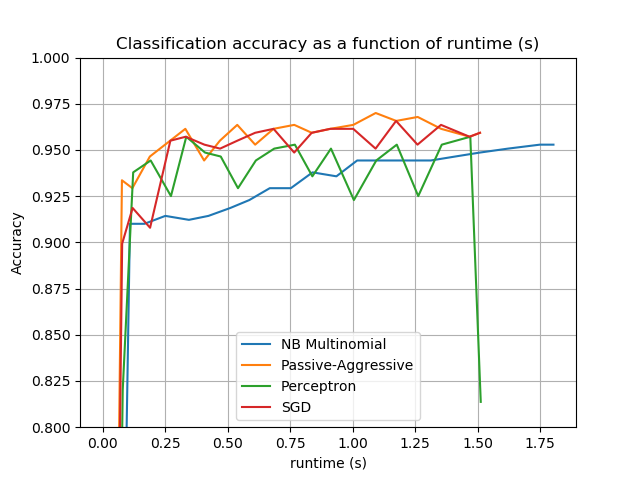 Classification accuracy as a function of runtime (s)
1.000
0.975
0.950
0.925
0.900
0.875
0.850
0.825
0.800
Accuracy
NB Multinomial
Passive-Aggressive
Perceptron
SGD
0.00 0.25 0.50 0.75 1.00 1.25 1.50 1.75
runtime (s)